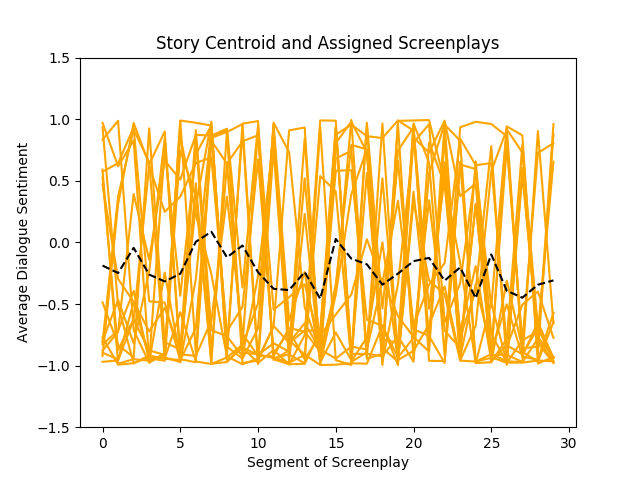 Story Centroid and Assigned Screenplays
1.5
1.0
0.5
0.0
−0.5
−1.0
−1.5
Average Dialogue Sentiment
0 5 10 15 20 25 30
Segment of Screenplay